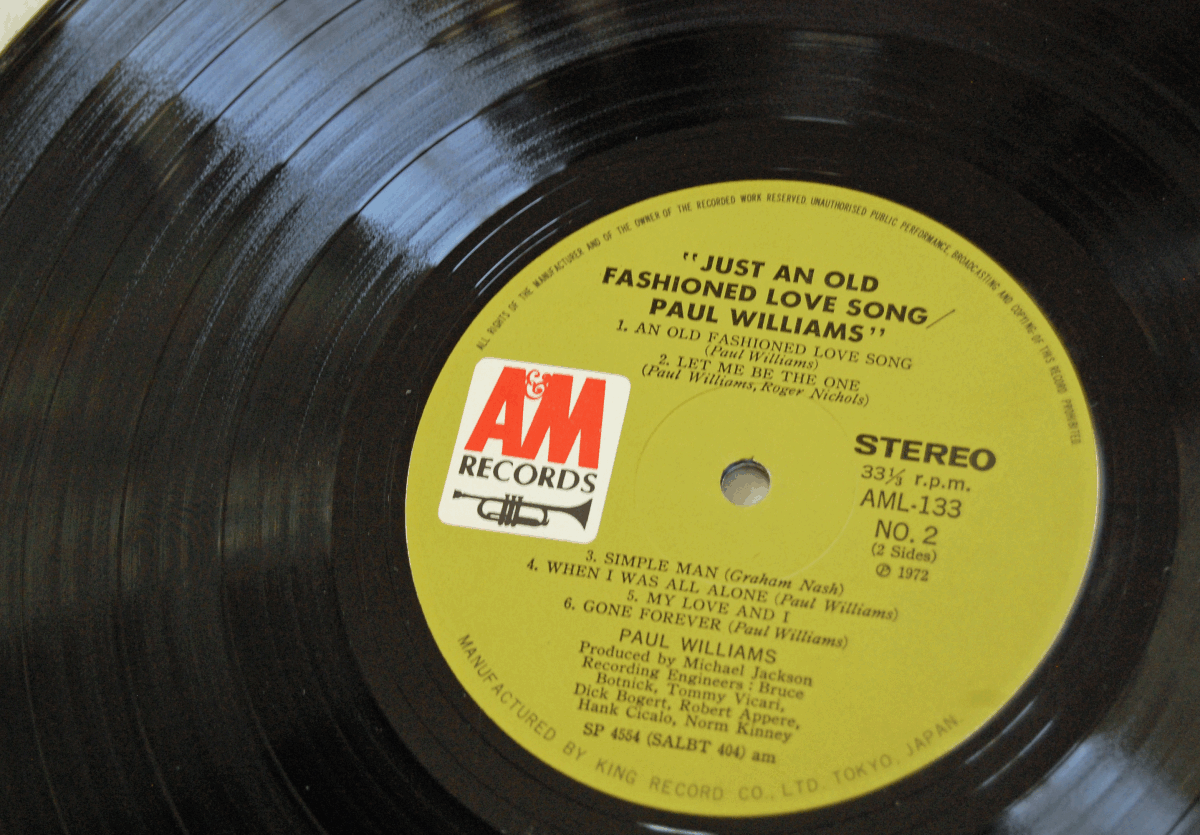 ALL RIGHTS OF THE MANUFACTURER AND OF THE OWNER OF THE RECORDED WORK RESERVED. UNAUTHORISED PUBLIC PERFORMANCE, BROADCASTING AND COPYING OF THIS RECORD PROHIBITED.
"JUST AN OLD
FASHIONED LOVE SONG/
PAUL WILLIAMS"
1. AN OLD FASHIONED LOVE SONG
(Paul Williams)
2. LET ME BE THE ONE
(Paul Williams, Roger Nichols)
A&M
RECORDS
STEREO
33⅓ r.p.m.
AML-133
NO. 2
(2 Sides)
℗ 1972
3. SIMPLE MAN (Graham Nash)
4. WHEN I WAS ALL ALONE (Paul Williams)
5. MY LOVE AND I
6. GONE FOREVER (Paul Williams)
PAUL WILLIAMS
Produced by Michael Jackson
Recording Engineers : Bruce
Botnick, Tommy Vicari,
Dick Bogert, Robert Appere,
Hank Cicalo, Norm Kinney
SP 4554 (SALBT 404) am
MANUFACTURED BY KING RECORD CO., LTD. TOKYO, JAPAN.